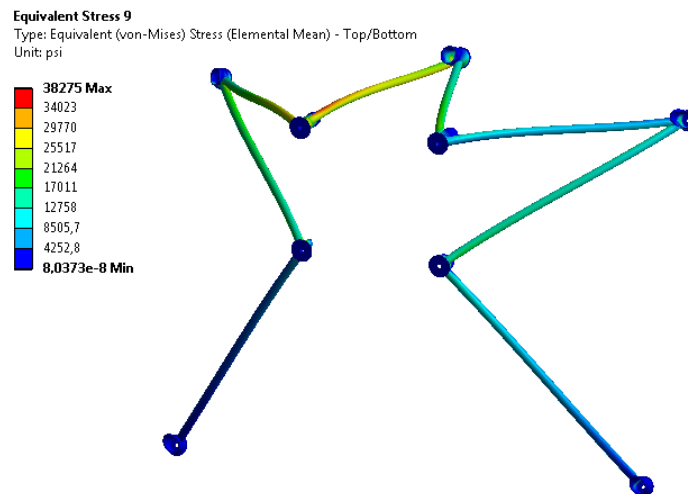 Equivalent Stress 9
Type: Equivalent (von-Mises) Stress (Elemental Mean) - Top/Bottom
Unit: psi
38275 Max
34023
29770
25517
21264
17011
12758
8505,7
4252,8
8,0373e-8 Min